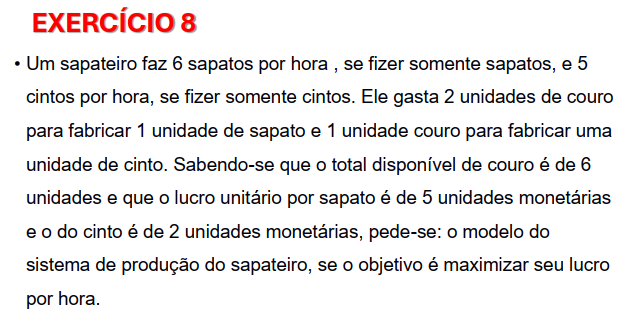 EXERCÍCIO 8
• Um sapateiro faz 6 sapatos por hora , se fizer somente sapatos, e 5
cintos por hora, se fizer somente cintos. Ele gasta 2 unidades de couro
para fabricar 1 unidade de sapato e 1 unidade couro para fabricar uma
unidade de cinto. Sabendo-se que o total disponível de couro é de 6
unidades e que o lucro unitário por sapato é de 5 unidades monetárias
e o do cinto é de 2 unidades monetárias, pede-se: o modelo do
sistema de produção do sapateiro, se o objetivo é maximizar seu lucro
por hora.